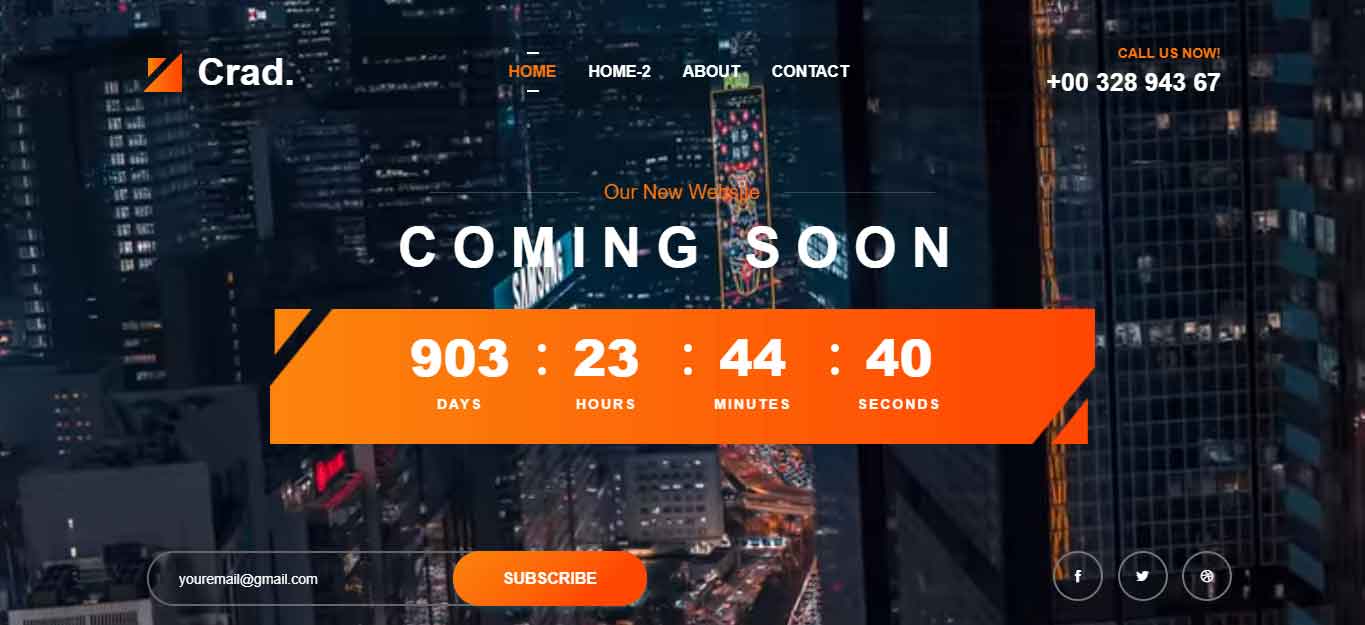 Crad.
HOME HOME-2 ABOUT CONTACT
CALL US NOW!
+00 328 943 67
Our New Website
COMING SOON
SAMSUNG
903 : 23 : 44 : 40
DAYS HOURS MINUTES SECONDS
youremail@gmail.com
SUBSCRIBE